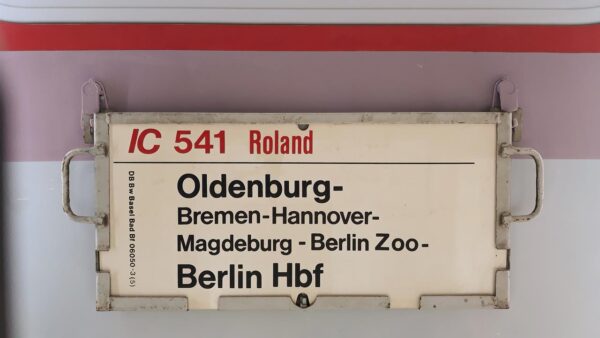 IC 541 Roland
Oldenburg-
Bremen-Hannover-
Magdeburg - Berlin Zoo-
Berlin Hbf
DB Bw Basel Bad Bf 06050-3 (5)